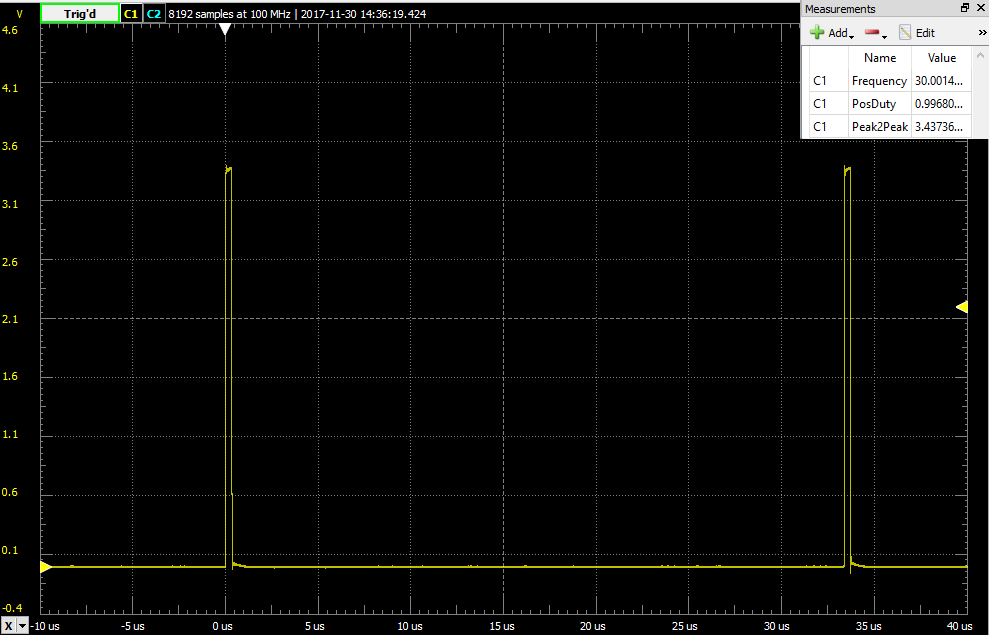 V Trig'd C1 C2 8192 samples at 100 MHz | 2017-11-30 14:36:19.424
Measurements
Add Edit »
Name Value
C1 Frequency 30.0014...
C1 PosDuty 0.99680...
C1 Peak2Peak 3.43736...
4.6
4.1
3.6
3.1
2.6
2.1
1.6
1.1
0.6
0.1
-0.4
X -10 us -5 us 0 us 5 us 10 us 15 us 20 us 25 us 30 us 35 us 40 us